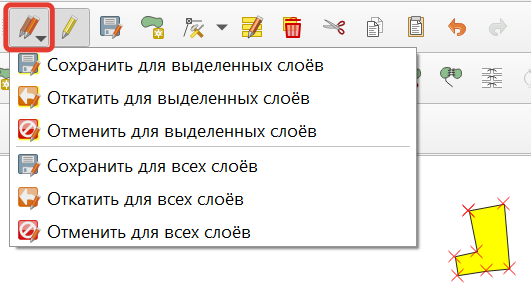 Сохранить для выделенных слоёв
Откатить для выделенных слоёв
Отменить для выделенных слоёв
Сохранить для всех слоёв
Откатить для всех слоёв
Отменить для всех слоёв